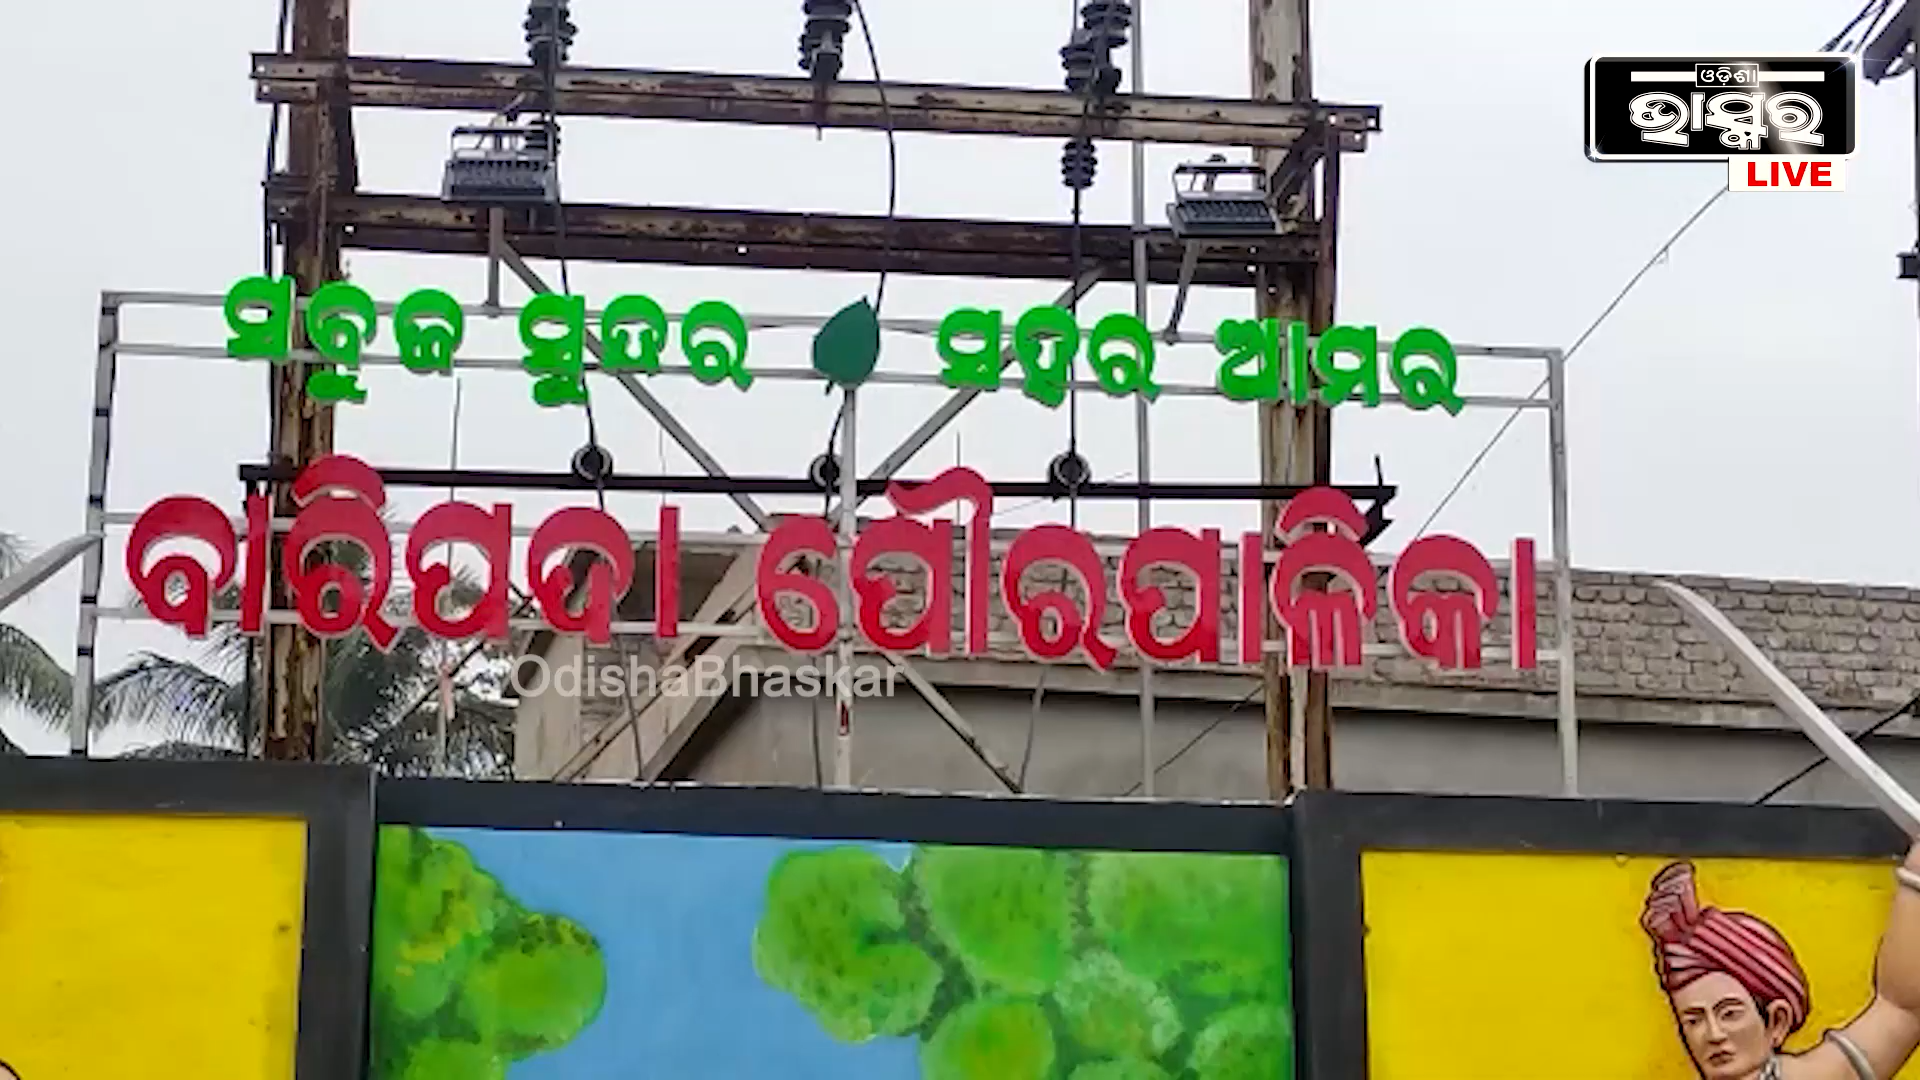 ଓଡ଼ିଶା
ଭାସ୍କର
LIVE
ସବୁଜ ସୁନ୍ଦର ସହର ଆମର
ବାରିପଦା ପୌରପାଳିକା
OdishaBhaskar